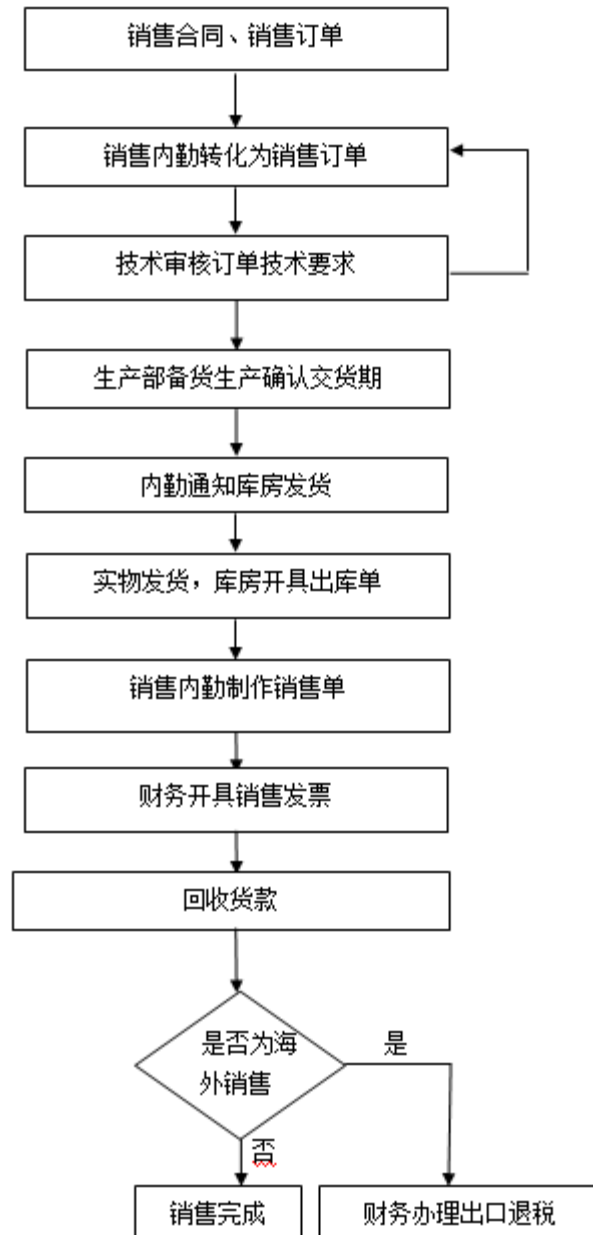 销售合同、销售订单
销售内勤转化为销售订单
技术审核订单技术要求
生产部备货生产确认交货期
内勤通知库房发货
实物发货，库房开具出库单
销售内勤制作销售单
财务开具销售发票
回收货款
是否为海
外销售
是
否
销售完成
财务办理出口退税